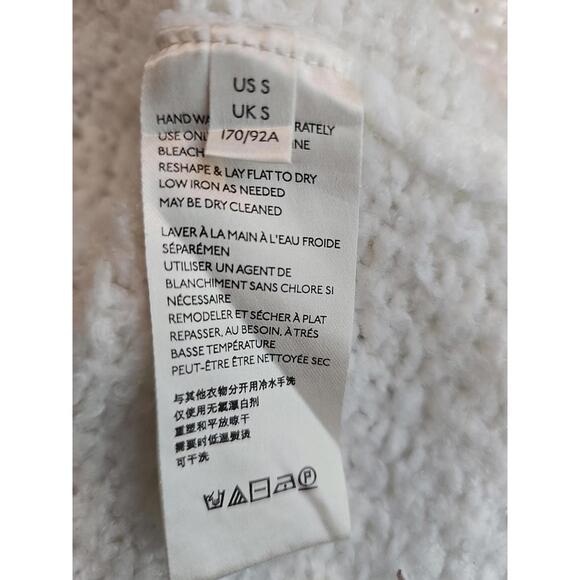 US S
UK S
170/92A
HAND WA RATELY
USE ONL NE
BLEACH
RESHAPE & LAY FLAT TO DRY
LOW IRON AS NEEDED
MAY BE DRY CLEANED
LAVER À LA MAIN À L'EAU FROIDE
SÉPARÉMEN
UTILISER UN AGENT DE
BLANCHIMENT SANS CHLORE SI
NÉCESSAIRE
REMODELER ET SÉCHER À PLAT
REPASSER, AU BESOIN, À TRÉS
BASSE TEMPÉRATURE
PEUT-ÊTRE ÊTRE NETTOYÉE SEC
与其他衣物分开用冷水手洗
仅使用无氯漂白剂
重塑和平放晾干
需要时低温熨烫
可干洗
P